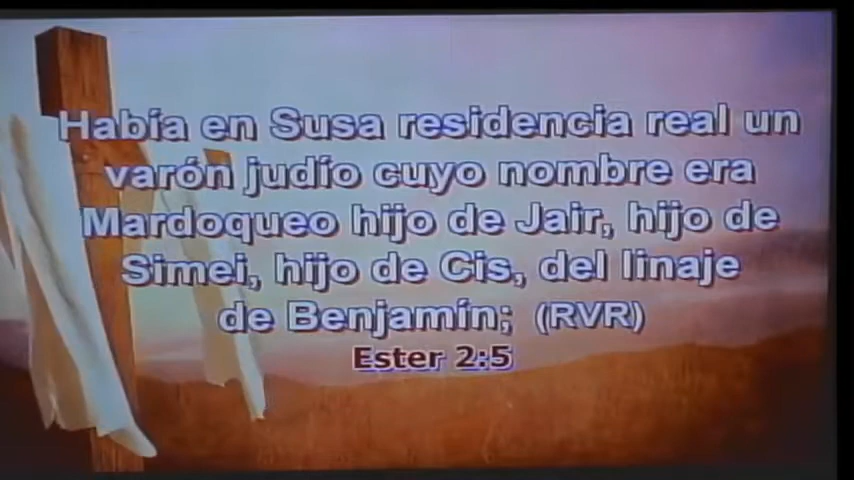 Había en Susa residencia real un
varón judío cuyo nombre era
Mardoqueo hijo de Jair, hijo de
Simei, hijo de Cis, del linaje
de Benjamín; (RVR)
Ester 2:5